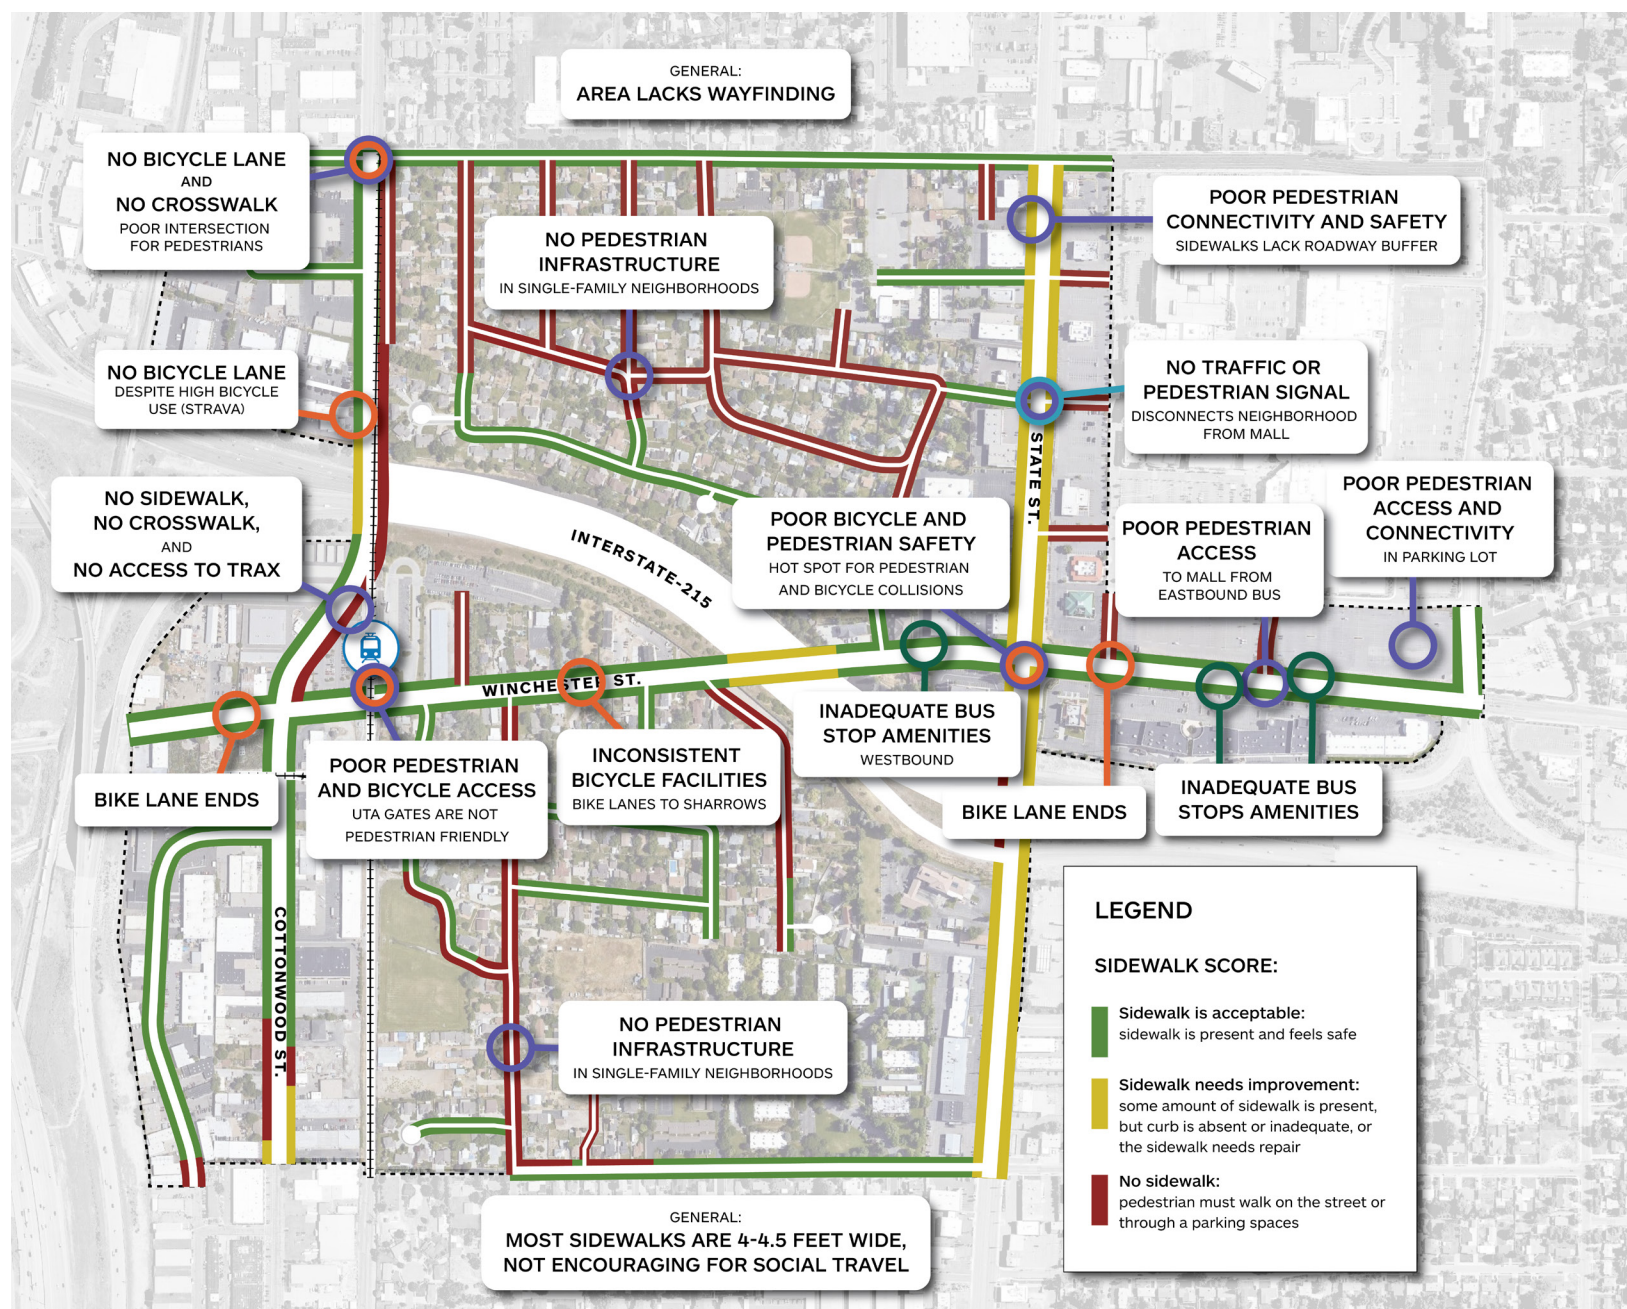 GENERAL:
AREA LACKS WAYFINDING
NO BICYCLE LANE
AND
NO CROSSWALK
POOR INTERSECTION
FOR PEDESTRIANS
POOR PEDESTRIAN
CONNECTIVITY AND SAFETY
SIDEWALKS LACK ROADWAY BUFFER
NO PEDESTRIAN
INFRASTRUCTURE
IN SINGLE-FAMILY NEIGHBORHOODS
NO BICYCLE LANE
DESPITE HIGH BICYCLE
USE (STRAVA)
NO TRAFFIC OR
PEDESTRIAN SIGNAL
DISCONNECTS NEIGHBORHOOD
FROM MALL
STATE ST.
NO SIDEWALK,
NO CROSSWALK,
AND
NO ACCESS TO TRAX
INTERSTATE-215
POOR BICYCLE AND
PEDESTRIAN SAFETY
HOT SPOT FOR PEDESTRIAN
AND BICYCLE COLLISIONS
POOR PEDESTRIAN
ACCESS
TO MALL FROM
EASTBOUND BUS
POOR PEDESTRIAN
ACCESS AND
CONNECTIVITY
IN PARKING LOT
WINCHESTER ST.
BIKE LANE ENDS
POOR PEDESTRIAN
AND BICYCLE ACCESS
UTA GATES ARE NOT
PEDESTRIAN FRIENDLY
INCONSISTENT
BICYCLE FACILITIES
BIKE LANES TO SHARROWS
INADEQUATE BUS
STOP AMENITIES
WESTBOUND
BIKE LANE ENDS
INADEQUATE BUS
STOPS AMENITIES
COTTONWOOD ST.
NO PEDESTRIAN
INFRASTRUCTURE
IN SINGLE-FAMILY NEIGHBORHOODS
GENERAL:
MOST SIDEWALKS ARE 4-4.5 FEET WIDE,
NOT ENCOURAGING FOR SOCIAL TRAVEL
LEGEND
SIDEWALK SCORE:
Sidewalk is acceptable:
sidewalk is present and feels safe
Sidewalk needs improvement:
some amount of sidewalk is present,
but curb is absent or inadequate, or
the sidewalk needs repair
No sidewalk:
pedestrian must walk on the street or
through a parking spaces